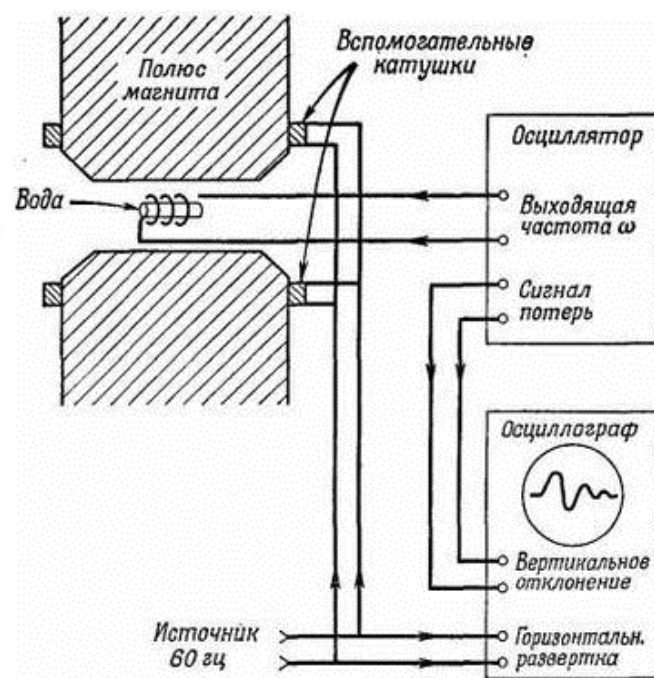 Вспомогательные
катушки
Полюс
магнита
Осциллятор
Вода
Выходящая
частота ω
Сигнал
потерь
Осциллограф
Вертикальное
отклонение
Источник
60 гц
Горизонтальн.
развертка